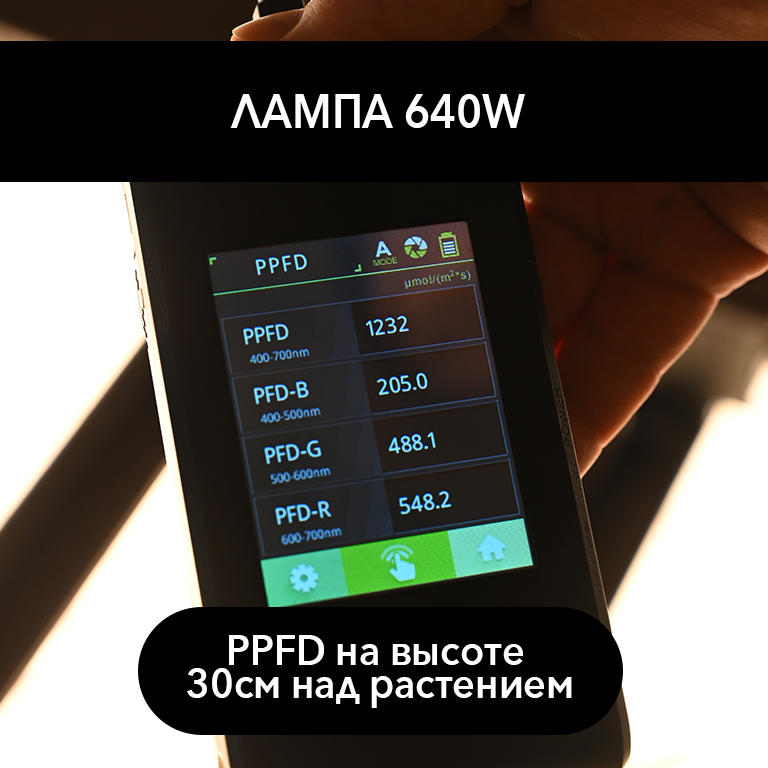 ЛАМПА 640W
PPFD
A
MODE
μmol/(m²*s)
PPFD
1232
400-700nm
PFD-B
205.0
400-500nm
PFD-G
488.1
500-600nm
PFD-R
548.2
600-700nm
POWER
PPFD на высоте
30см над растением